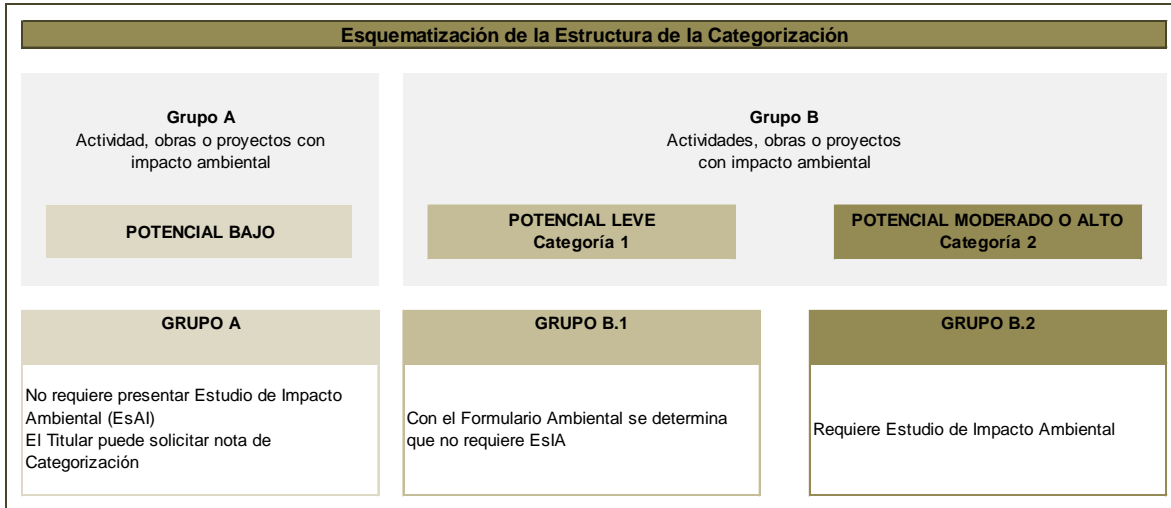 Esquematización de la Estructura de la Categorización
Grupo A
Actividad, obras o proyectos con
impacto ambiental
POTENCIAL BAJO
Grupo B
Actividades, obras o proyectos
con impacto ambiental
POTENCIAL LEVE
Categoría 1
POTENCIAL MODERADO O ALTO
Categoría 2
GRUPO A
No requiere presentar Estudio de Impacto
Ambiental (EsAI)
El Titular puede solicitar nota de
Categorización
GRUPO B.1
Con el Formulario Ambiental se determina
que no requiere EsIA
GRUPO B.2
Requiere Estudio de Impacto Ambiental